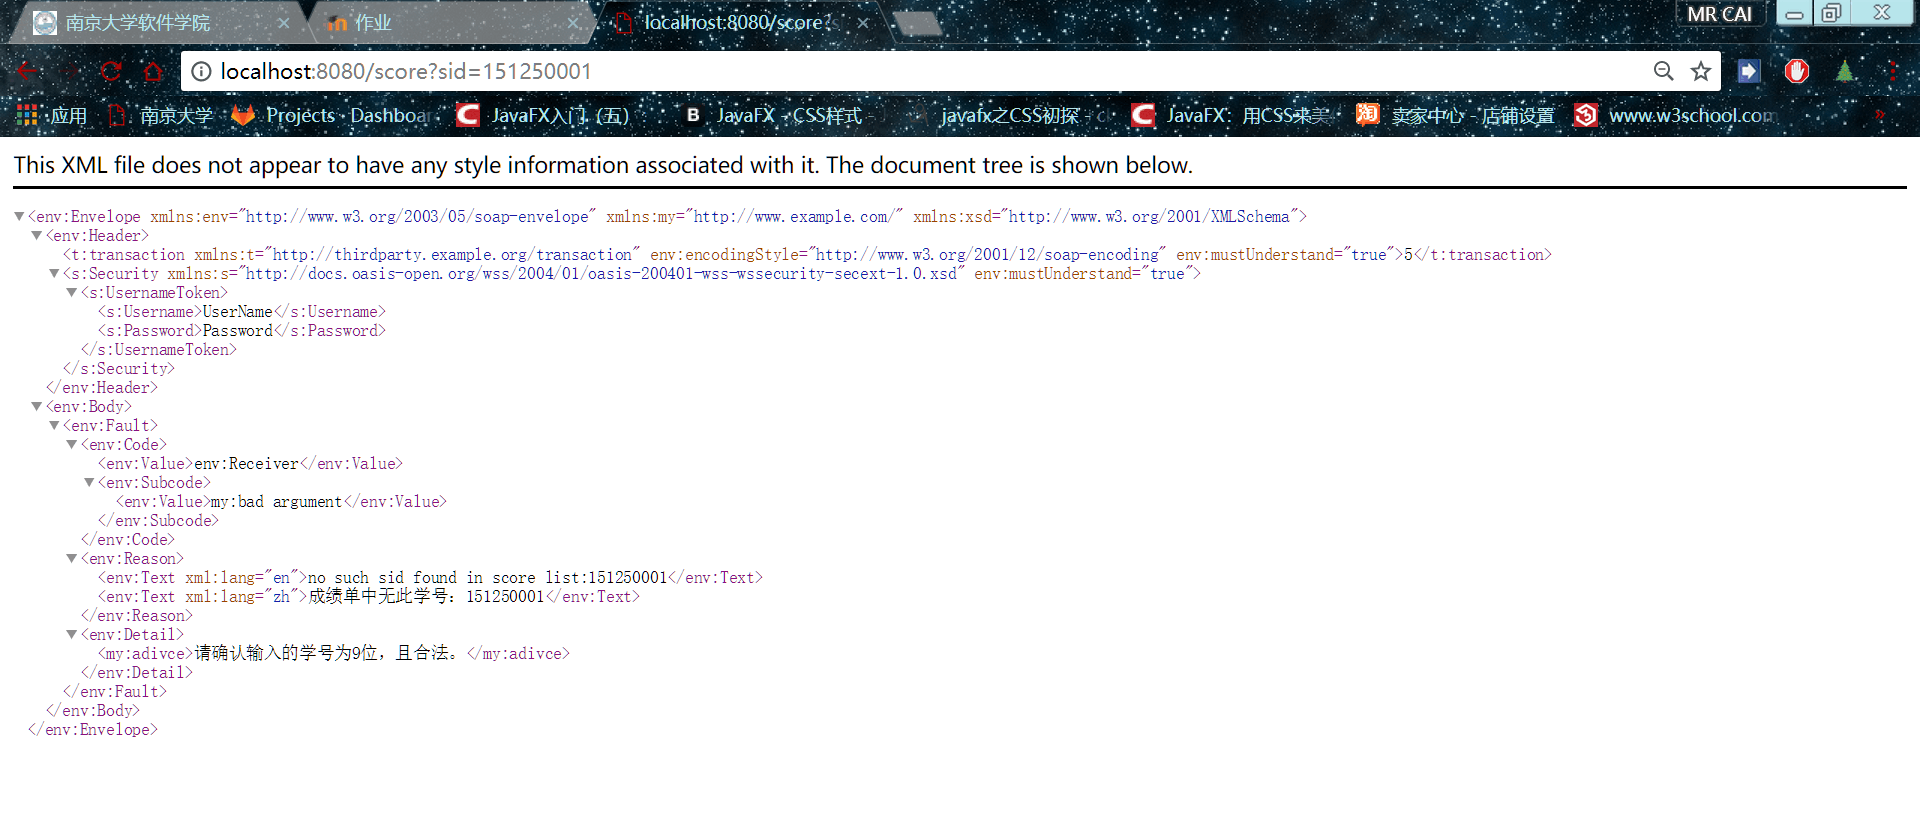 南京大学软件学院
作业
localhost:8080/score
MR CAI
localhost:8080/score?sid=151250001
应用
南京大学
Projects · Dashboar
JavaFX入门（五）
B
JavaFX - CSS样式 -
javafx之CSS初探 - c
JavaFX：用CSS来美
淘
卖家中心 - 店铺设置
www.w3school.com
This XML file does not appear to have any style information associated with it. The document tree is shown below.
<env:Envelope xmlns:env="http://www.w3.org/2003/05/soap-envelope" xmlns:my="http://www.example.com/" xmlns:xsd="http://www.w3.org/2001/XMLSchema">
<env:Header>
<t:transaction xmlns:t="http://thirdparty.example.org/transaction" env:encodingStyle="http://www.w3.org/2001/12/soap-encoding" env:mustUnderstand="true">5</t:transaction>
<s:Security xmlns:s="http://docs.oasis-open.org/wss/2004/01/oasis-200401-wss-wssecurity-secext-1.0.xsd" env:mustUnderstand="true">
<s:UsernameToken>
<s:Username>UserName</s:Username>
<s:Password>Password</s:Password>
</s:UsernameToken>
</s:Security>
</env:Header>
<env:Body>
<env:Fault>
<env:Code>
<env:Value>env:Receiver</env:Value>
<env:Subcode>
<env:Value>my:bad argument</env:Value>
</env:Subcode>
</env:Code>
<env:Reason>
<env:Text xml:lang="en">no such sid found in score list:151250001</env:Text>
<env:Text xml:lang="zh">成绩单中无此学号：151250001</env:Text>
</env:Reason>
<env:Detail>
<my:adivce>请确认输入的学号为9位，且合法。</my:adivce>
</env:Detail>
</env:Fault>
</env:Body>
</env:Envelope>